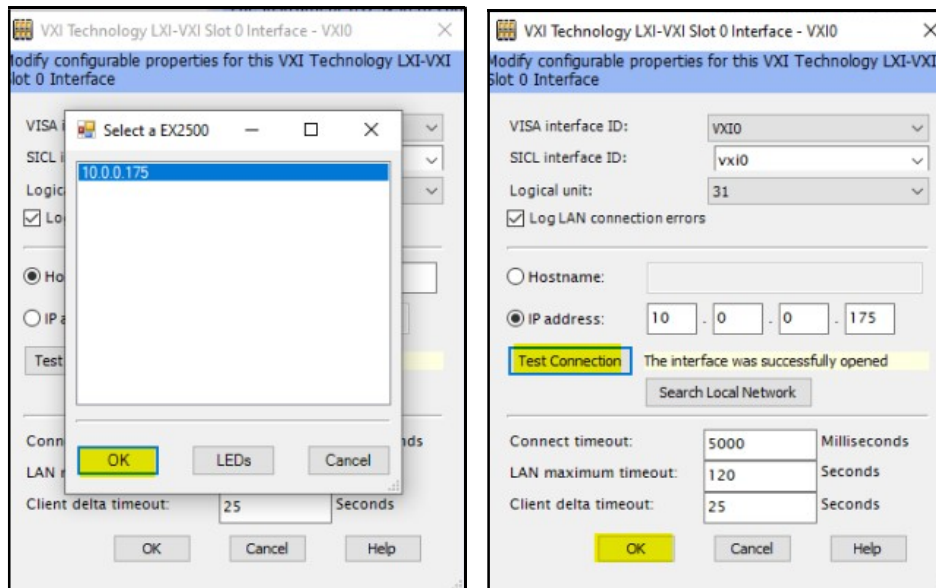 VXI Technology LXI-VXI Slot 0 Interface - VXI0
Modify configurable properties for this VXI Technology LXI-VXI
Slot 0 Interface
VISA i
SICL i
Logic
Lo
Ho
IP a
Test
Select a EX2500
10.0.0.175
OK
LEDs
Cancel
Conn
ds
LAN
Client delta timeout:
25
Seconds
OK
Cancel
Help
VXI Technology LXI-VXI Slot 0 Interface - VXI0
Modify configurable properties for this VXI Technology LXI-VXI
Slot 0 Interface
VISA interface ID:
VXI0
SICL interface ID:
vxi0
Logical unit:
31
Log LAN connection errors
Hostname:
IP address:
10 . 0 . 0 . 175
Test Connection
The interface was successfully opened
Search Local Network
Connect timeout:
5000
Milliseconds
LAN maximum timeout:
120
Seconds
Client delta timeout:
25
Seconds
OK
Cancel
Help